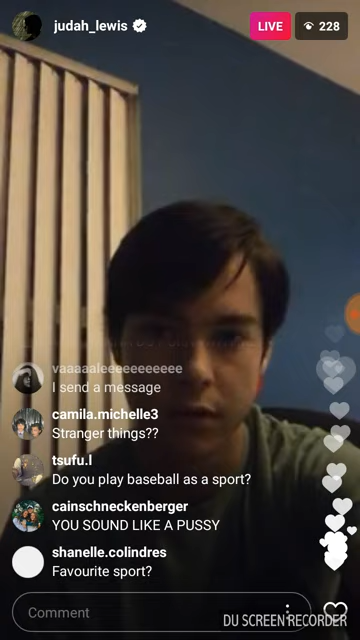 judah_lewis
LIVE
228
vaaaaaleeeeeeeeeeee
I send a message
camila.michelle3
Stranger things??
tsufu.l
Do you play baseball as a sport?
cainschneckenberger
YOU SOUND LIKE A PUSSY
shanelle.colindres
Favourite sport?
Comment
DU SCREEN RECORDER